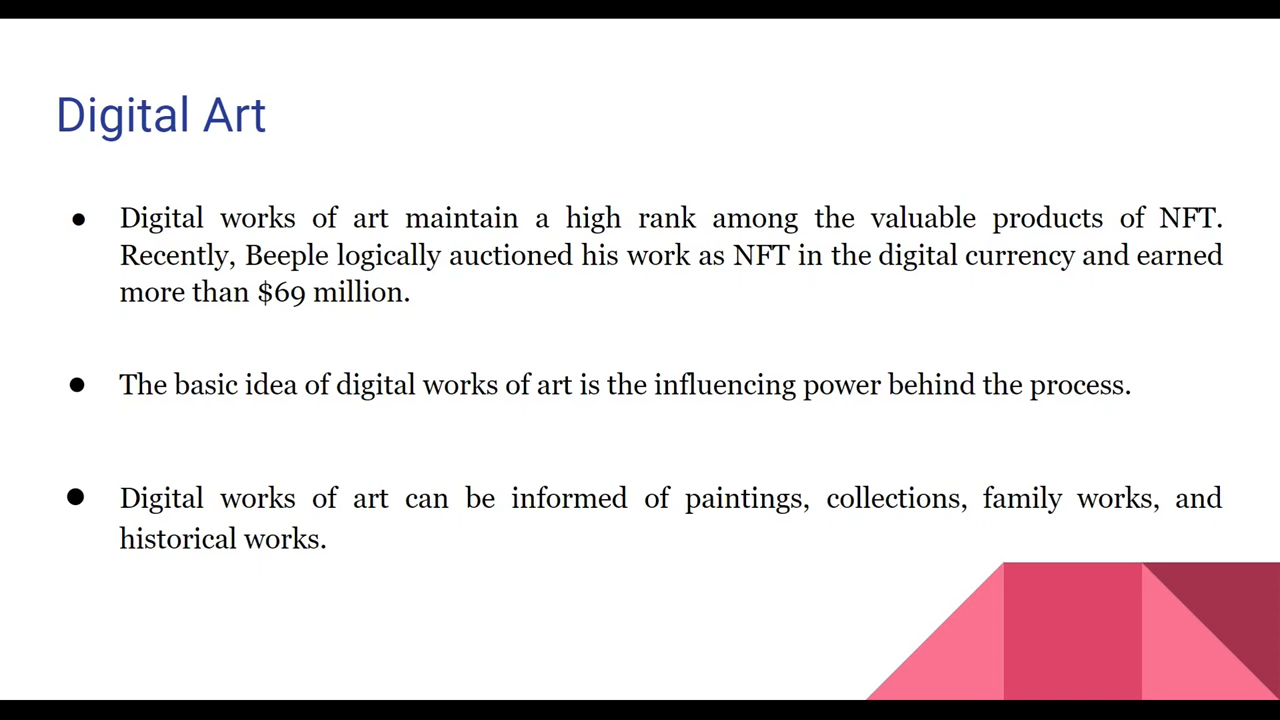 Digital Art
● Digital works of art maintain a high rank among the valuable products of NFT.
Recently, Beeple logically auctioned his work as NFT in the digital currency and earned
more than $69 million.
● The basic idea of digital works of art is the influencing power behind the process.
● Digital works of art can be informed of paintings, collections, family works, and
historical works.